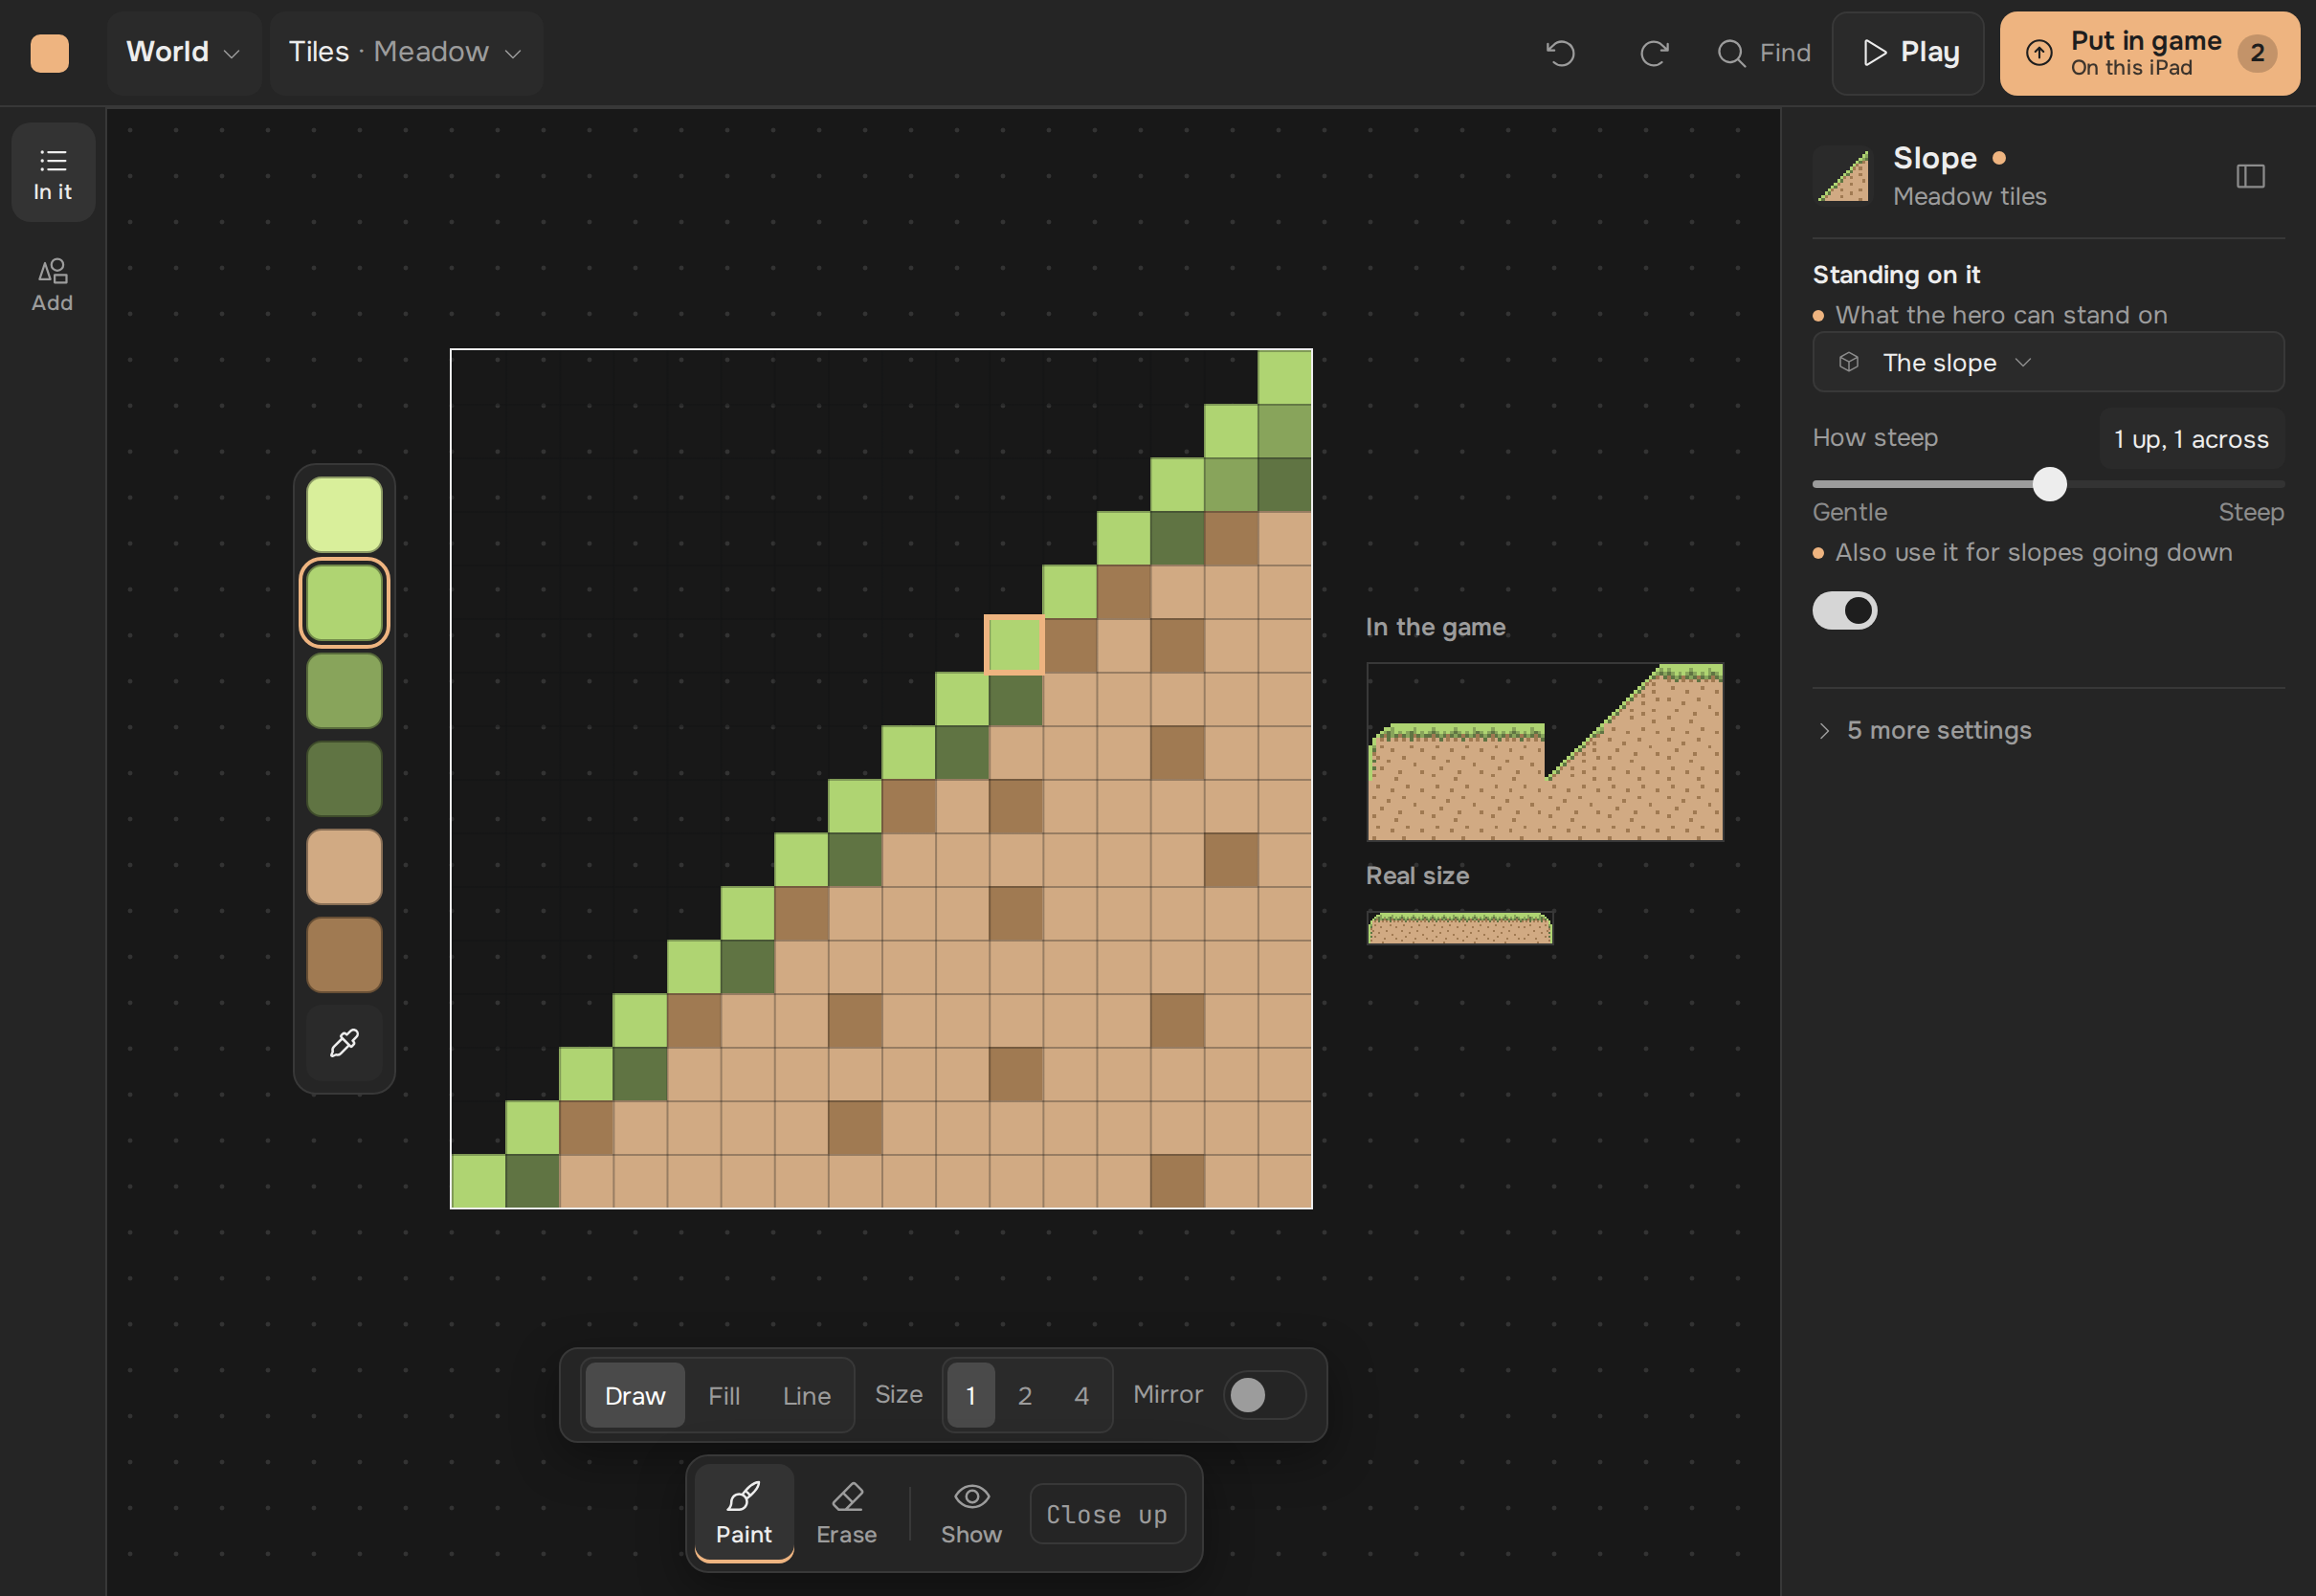 World
Tiles · Meadow
Find
Play
Put in game
On this iPad
2
In it
Add
Slope
Meadow tiles
Standing on it
What the hero can stand on
The slope
How steep
1 up, 1 across
Gentle
Steep
Also use it for slopes going down
5 more settings
In the game
Real size
Draw
Fill
Line
Size
1
2
4
Mirror
Paint
Erase
Show
Close up